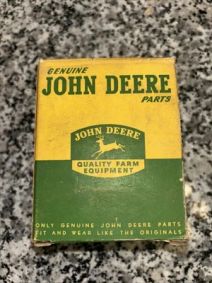 GENUINE
JOHN DEERE
PARTS
JOHN DEERE
QUALITY FARM
EQUIPMENT
ONLY GENUINE JOHN DEERE PARTS
FIT AND WEAR LIKE THE ORIGINALS